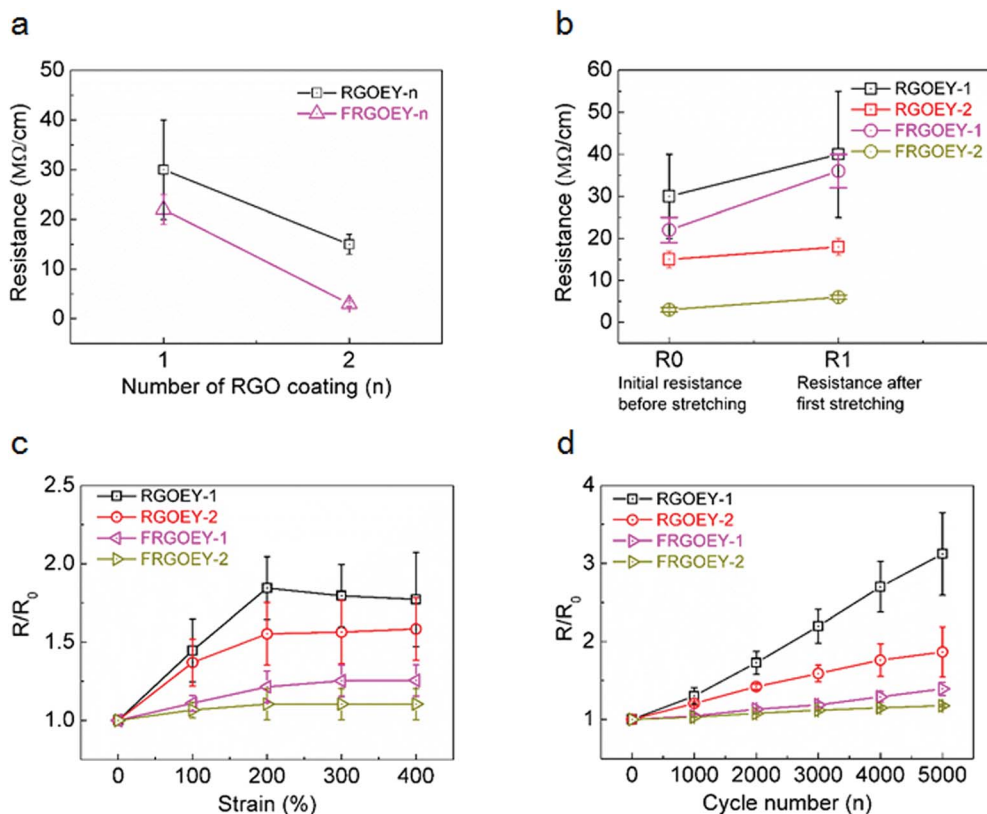 a
50
40
30
20
10
0
Resistance (MΩ/cm)
RGOEY-n
FRGOEY-n
1
2
Number of RGO coating (n)
b
60
50
40
30
20
10
0
Resistance (MΩ/cm)
RGOEY-1
RGOEY-2
FRGOEY-1
FRGOEY-2
R0
R1
Initial resistance
before stretching
Resistance after
first stretching
c
2.5
2.0
1.5
1.0
R/R0
RGOEY-1
RGOEY-2
FRGOEY-1
FRGOEY-2
0 100 200 300 400
Strain (%)
d
4
3
2
1
R/R0
RGOEY-1
RGOEY-2
FRGOEY-1
FRGOEY-2
0 1000 2000 3000 4000 5000
Cycle number (n)